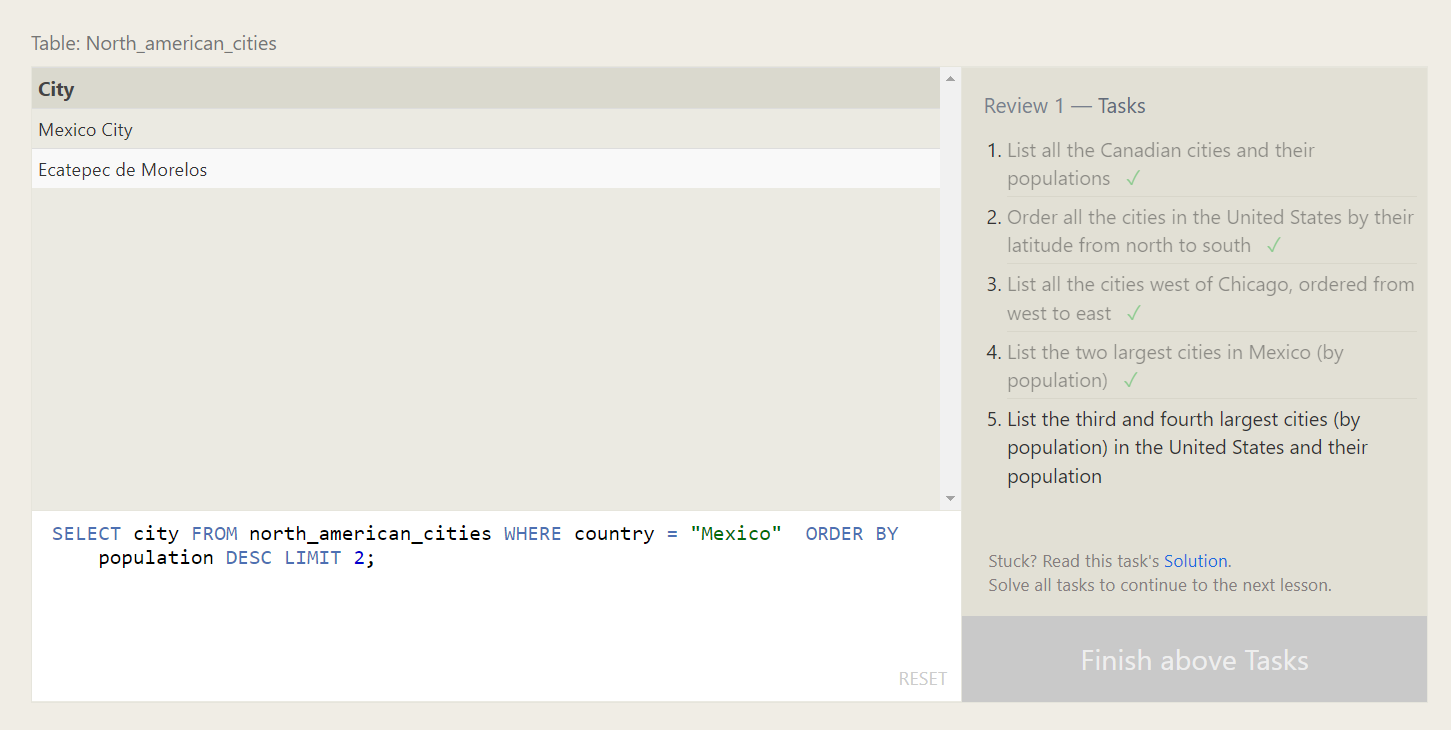 Table: North_american_cities
City
Mexico City
Ecatepec de Morelos
SELECT city FROM north_american_cities WHERE country = "Mexico"  ORDER BY
population DESC LIMIT 2;
RESET
Review 1 — Tasks
1. List all the Canadian cities and their
populations ✓
2. Order all the cities in the United States by their
latitude from north to south ✓
3. List all the cities west of Chicago, ordered from
west to east ✓
4. List the two largest cities in Mexico (by
population) ✓
5. List the third and fourth largest cities (by
population) in the United States and their
population
Stuck? Read this task's Solution.
Solve all tasks to continue to the next lesson.
Finish above Tasks